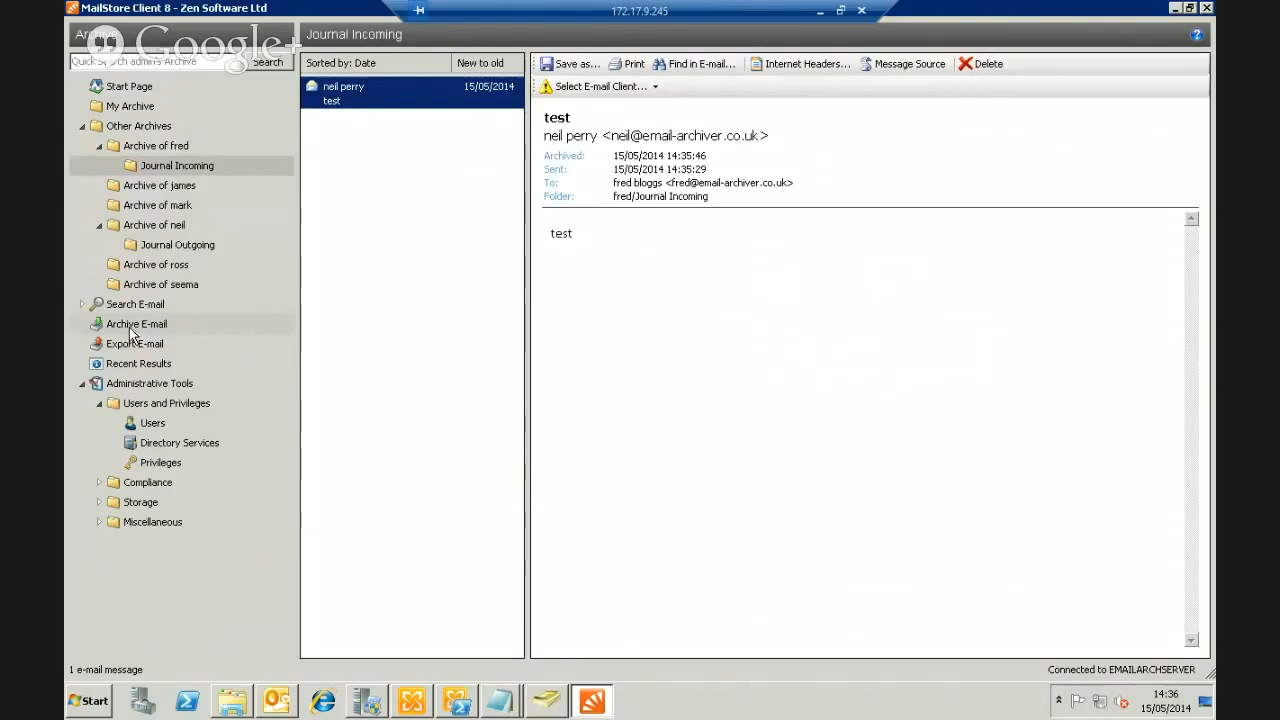 MailStore Client 8 - Zen Software Ltd
172.17.9.245
Archive
Google+
Journal Incoming
Quick Search admin's Archive
Search
Sorted by: Date
New to old
Save as...
Print
Find in E-mail...
Internet Headers...
Message Source
Delete
Select E-mail Client...
Start Page
My Archive
Other Archives
Archive of fred
Journal Incoming
Archive of james
Archive of mark
Archive of neil
Journal Outgoing
Archive of ross
Archive of seema
Search E-mail
Archive E-mail
Export E-mail
Recent Results
Administrative Tools
Users and Privileges
Users
Directory Services
Privileges
Compliance
Storage
Miscellaneous
neil perry
15/05/2014
test
test
neil perry <neil@email-archiver.co.uk>
Archived: 15/05/2014 14:35:46
Sent: 15/05/2014 14:35:29
To: fred bloggs <fred@email-archiver.co.uk>
Folder: fred/Journal Incoming
test
1 e-mail message
Connected to EMAILARCHSERVER
Start
14:36
15/05/2014